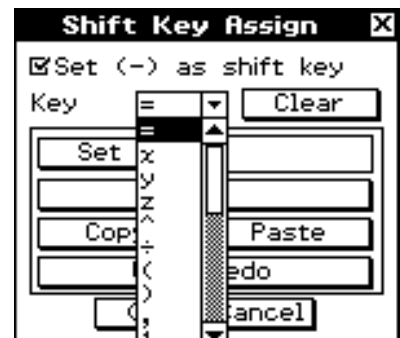 Shift Key Assign
Set (-) as shift key
Key = Clear
=
Set x
y
z
Cop ^ Paste
÷
( edo
)
, ancel